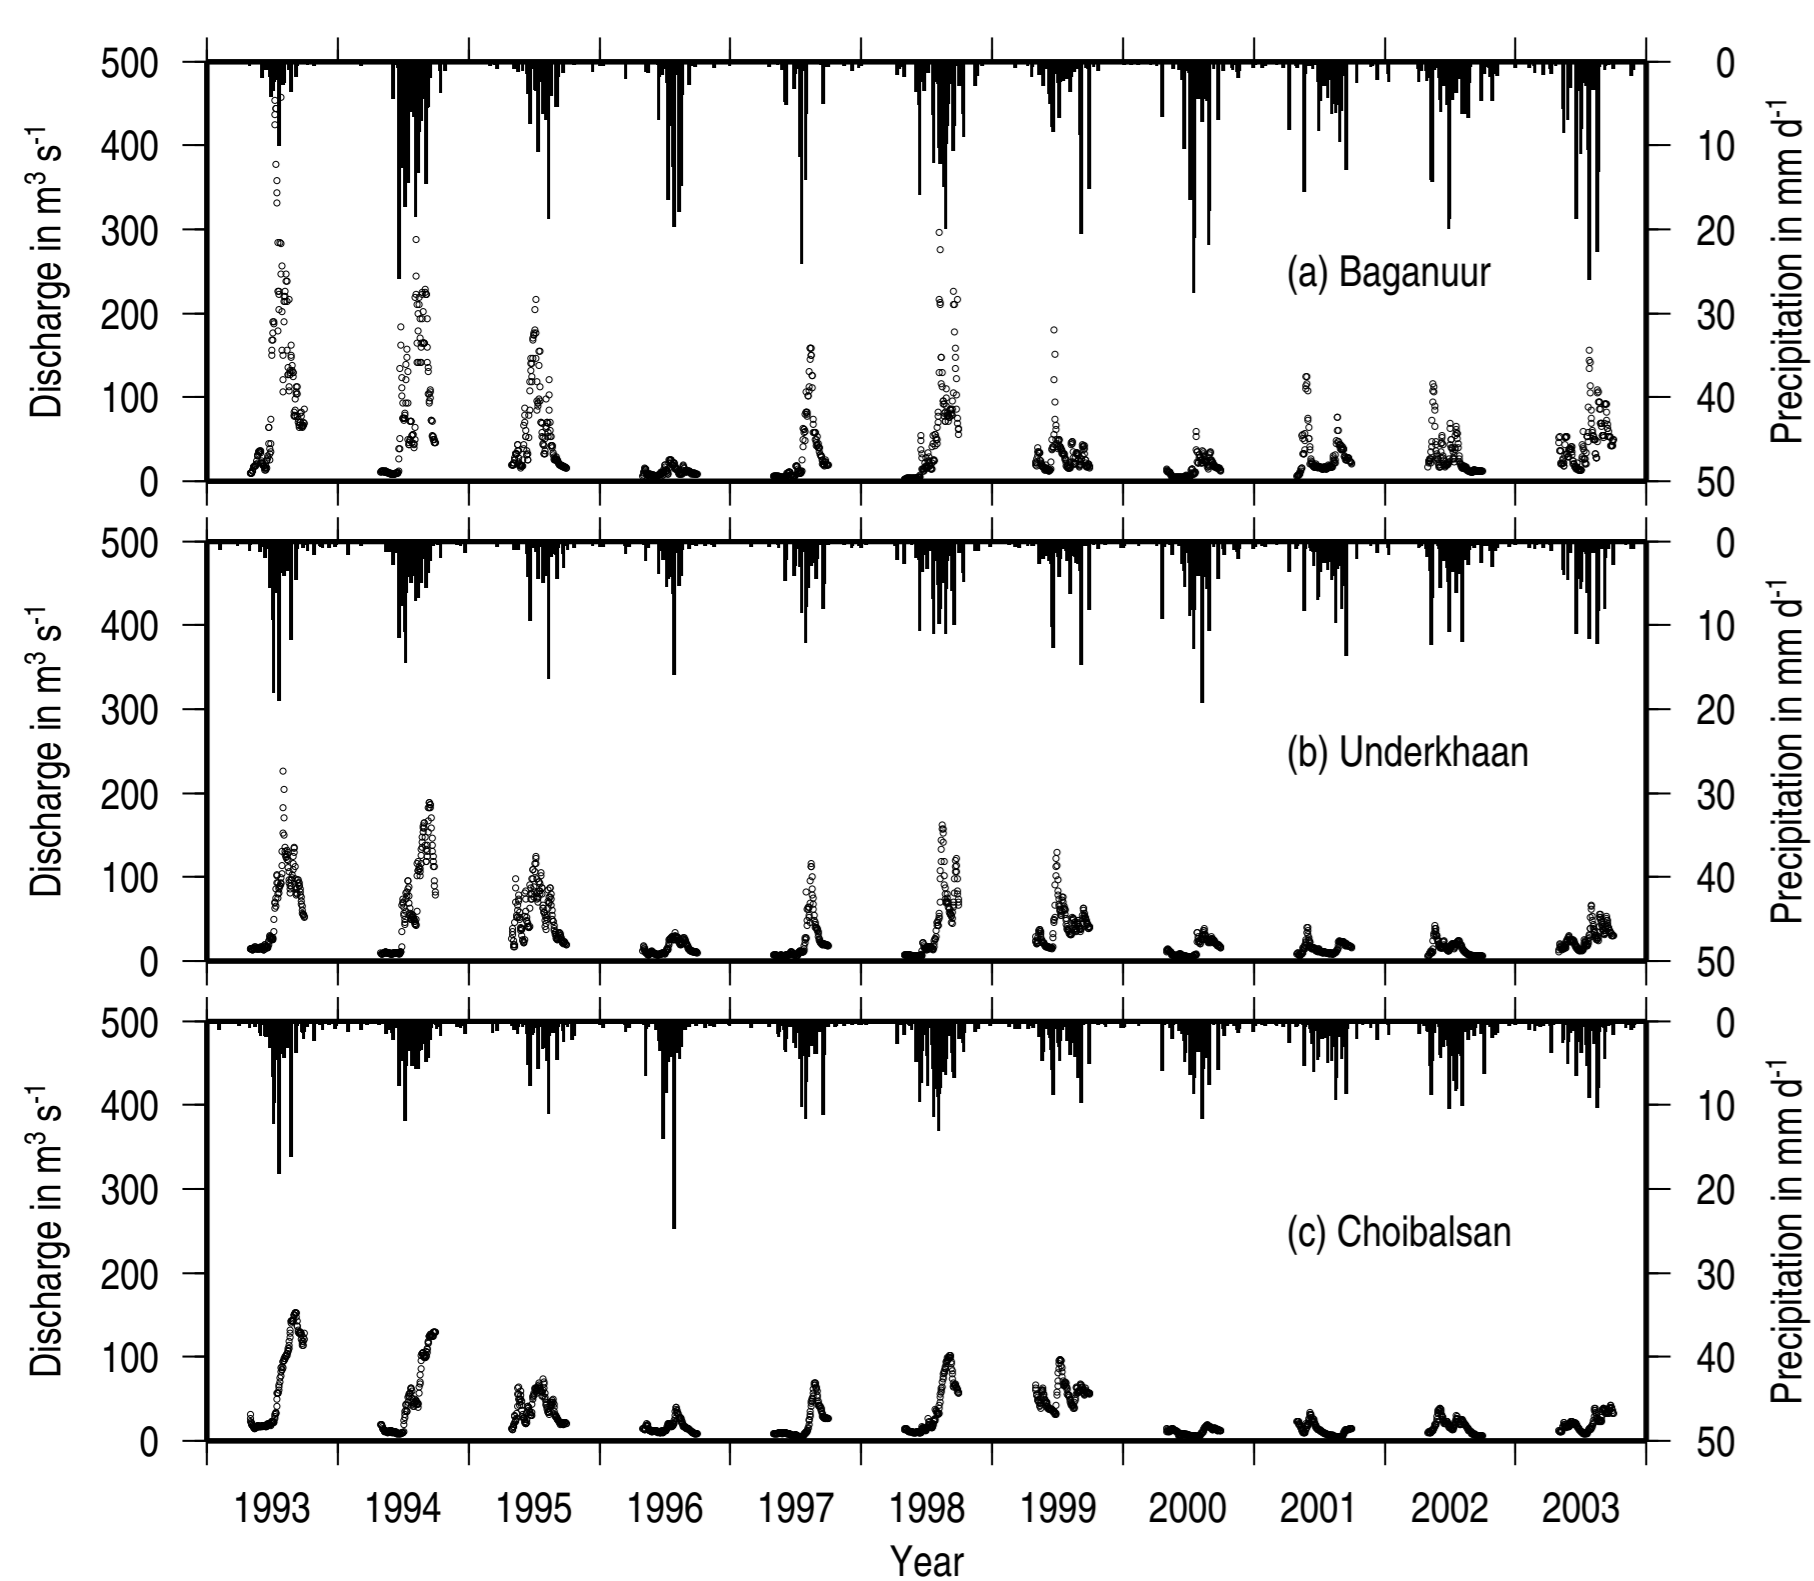 500 0
400 10
300 20
200 30
100 40
0 50
Discharge in m³ s⁻¹
Precipitation in mm d⁻¹
(a) Baganuur
500 0
400 10
300 20
200 30
100 40
0 50
Discharge in m³ s⁻¹
Precipitation in mm d⁻¹
(b) Underkhaan
500 0
400 10
300 20
200 30
100 40
0 50
Discharge in m³ s⁻¹
Precipitation in mm d⁻¹
(c) Choibalsan
1993 1994 1995 1996 1997 1998 1999 2000 2001 2002 2003
Year